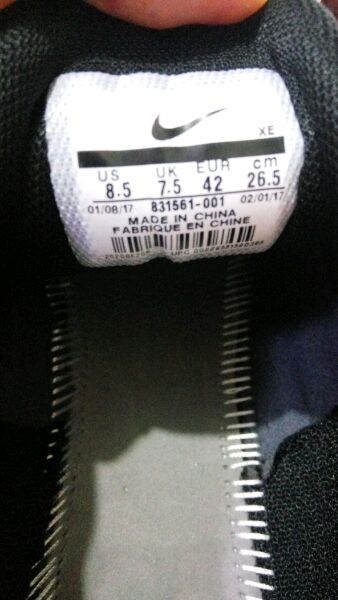 XE
US UK EUR cm
8.5 7.5 42 26.5
01/08/17 831561-001 02/01/17
MADE IN CHINA
FABRIQUE EN CHINE
UPC